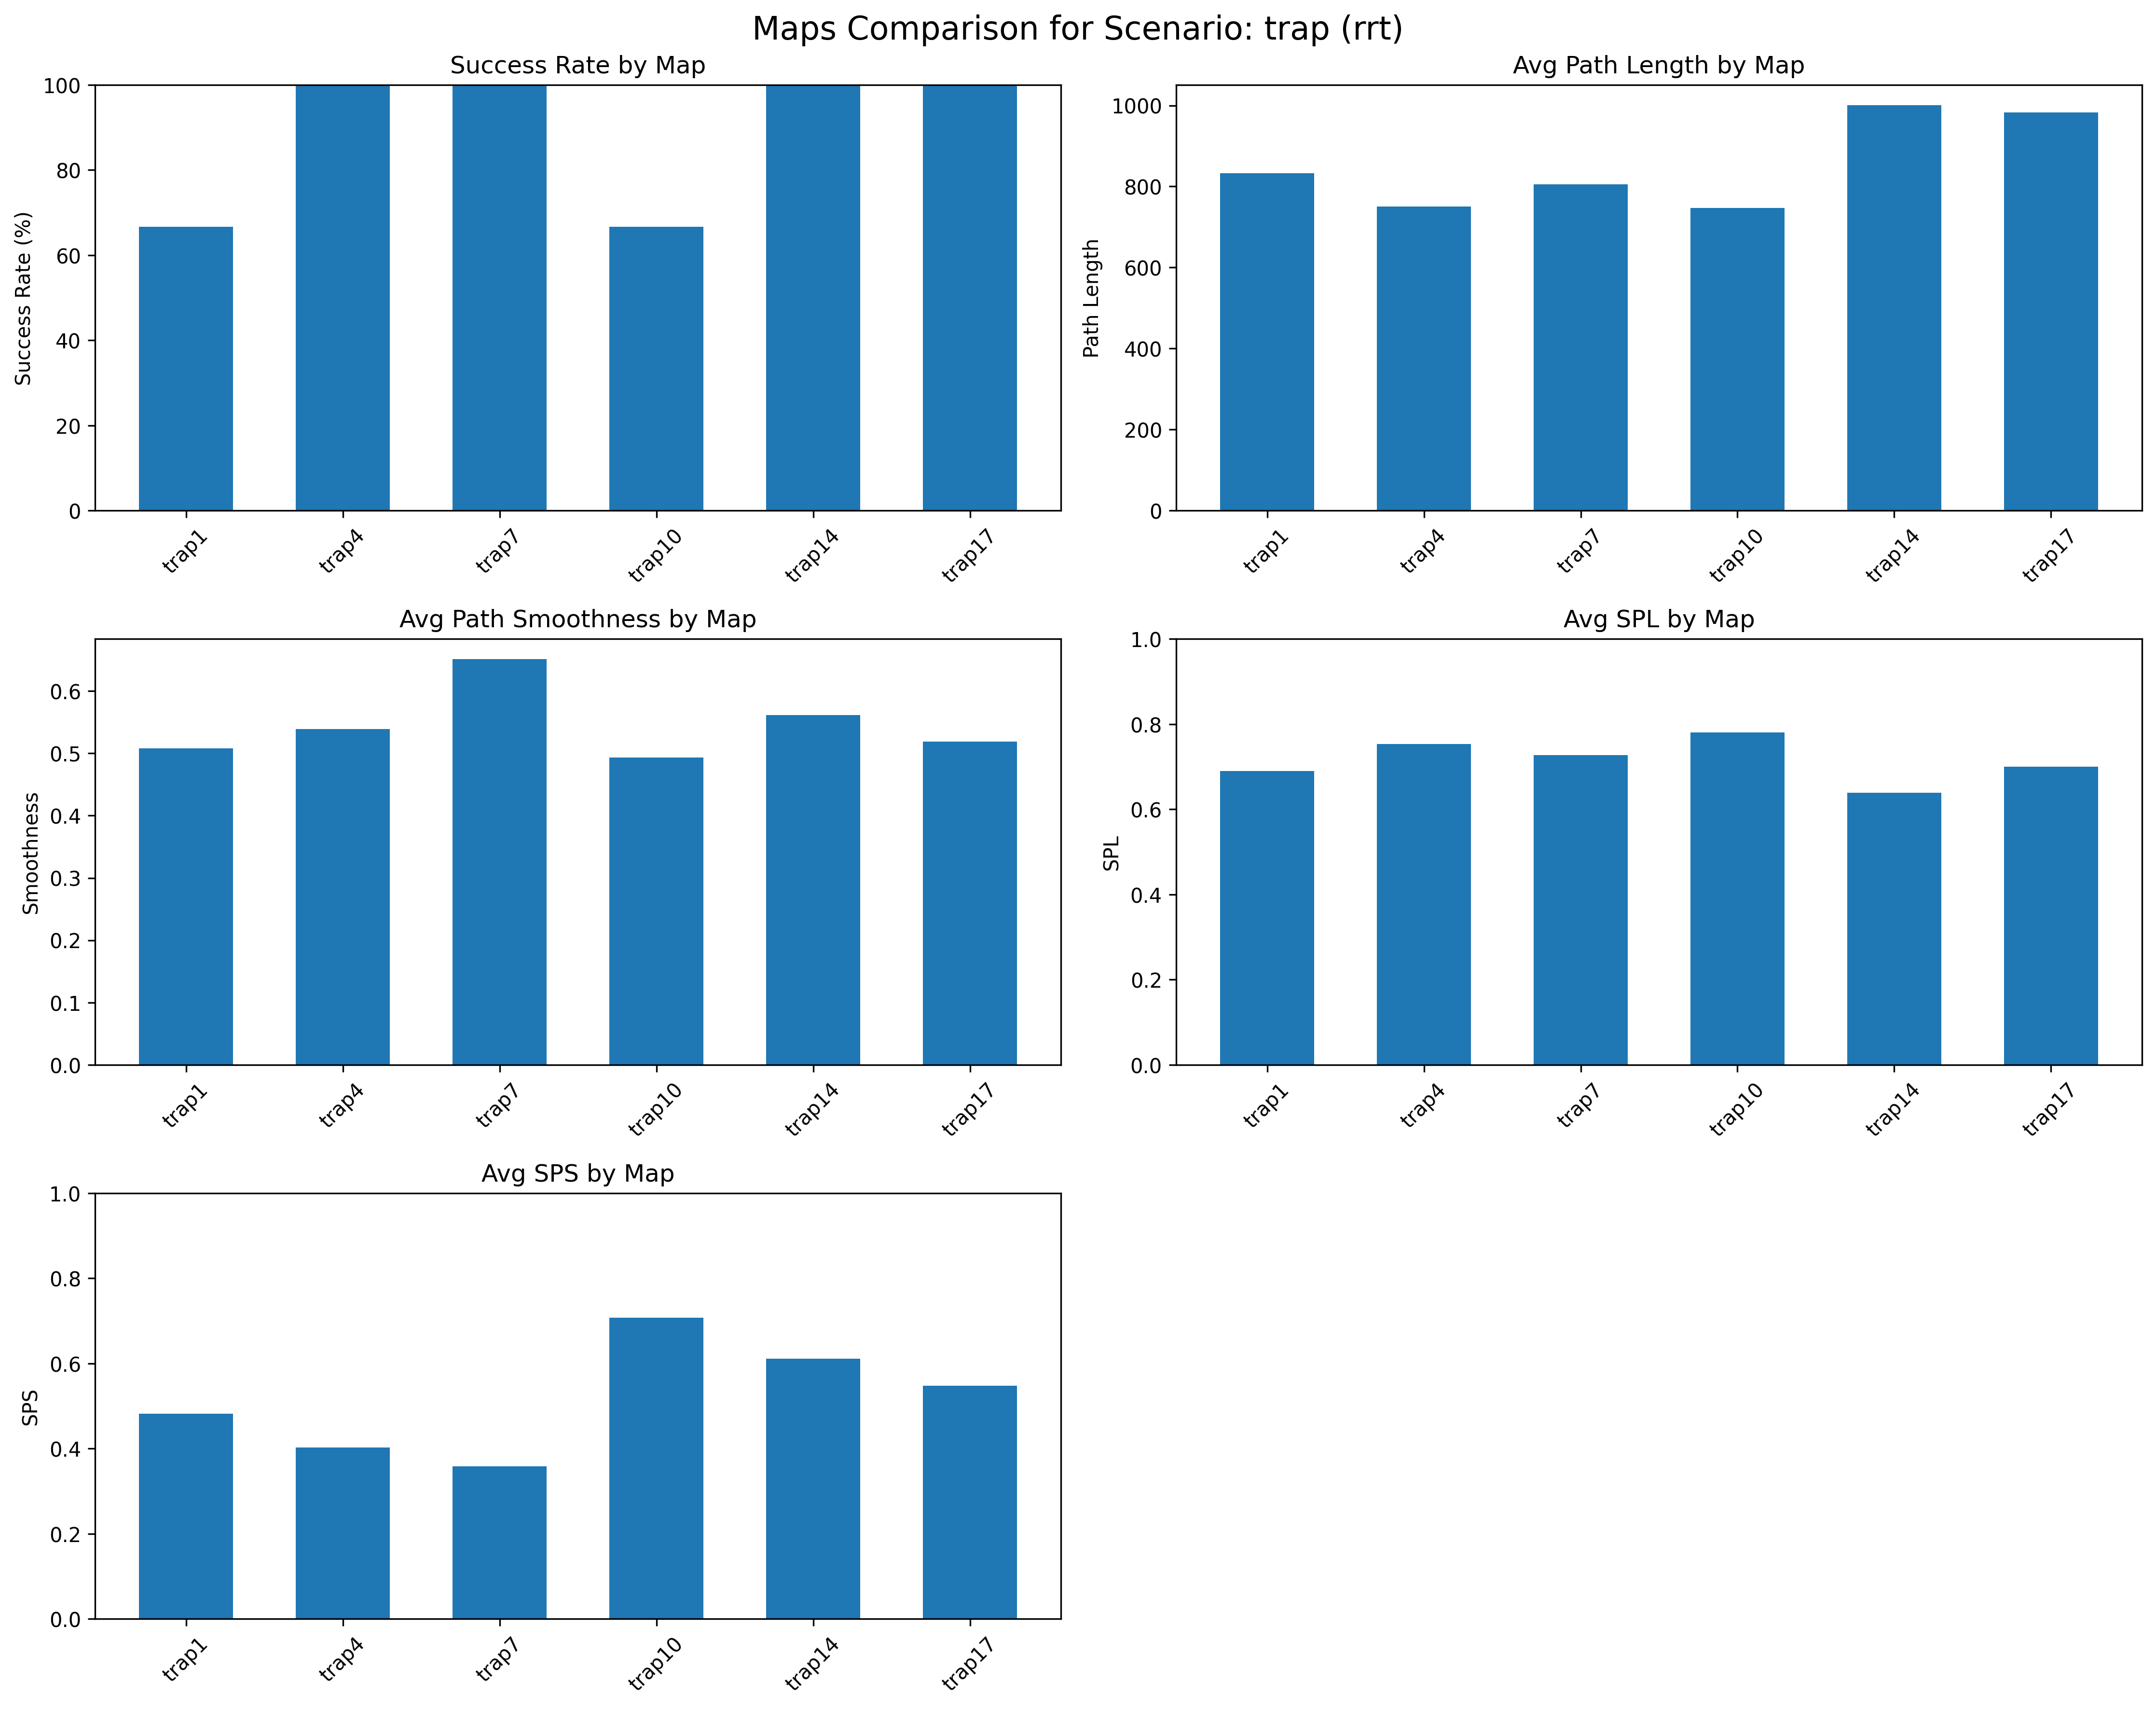 Maps Comparison for Scenario: trap (rrt)
Success Rate by Map
Success Rate (%)
100
80
60
40
20
0
trap1 trap4 trap7 trap10 trap14 trap17
Avg Path Length by Map
Path Length
1000
800
600
400
200
0
trap1 trap4 trap7 trap10 trap14 trap17
Avg Path Smoothness by Map
Smoothness
0.6
0.5
0.4
0.3
0.2
0.1
0.0
trap1 trap4 trap7 trap10 trap14 trap17
Avg SPL by Map
SPL
1.0
0.8
0.6
0.4
0.2
0.0
trap1 trap4 trap7 trap10 trap14 trap17
Avg SPS by Map
SPS
1.0
0.8
0.6
0.4
0.2
0.0
trap1 trap4 trap7 trap10 trap14 trap17